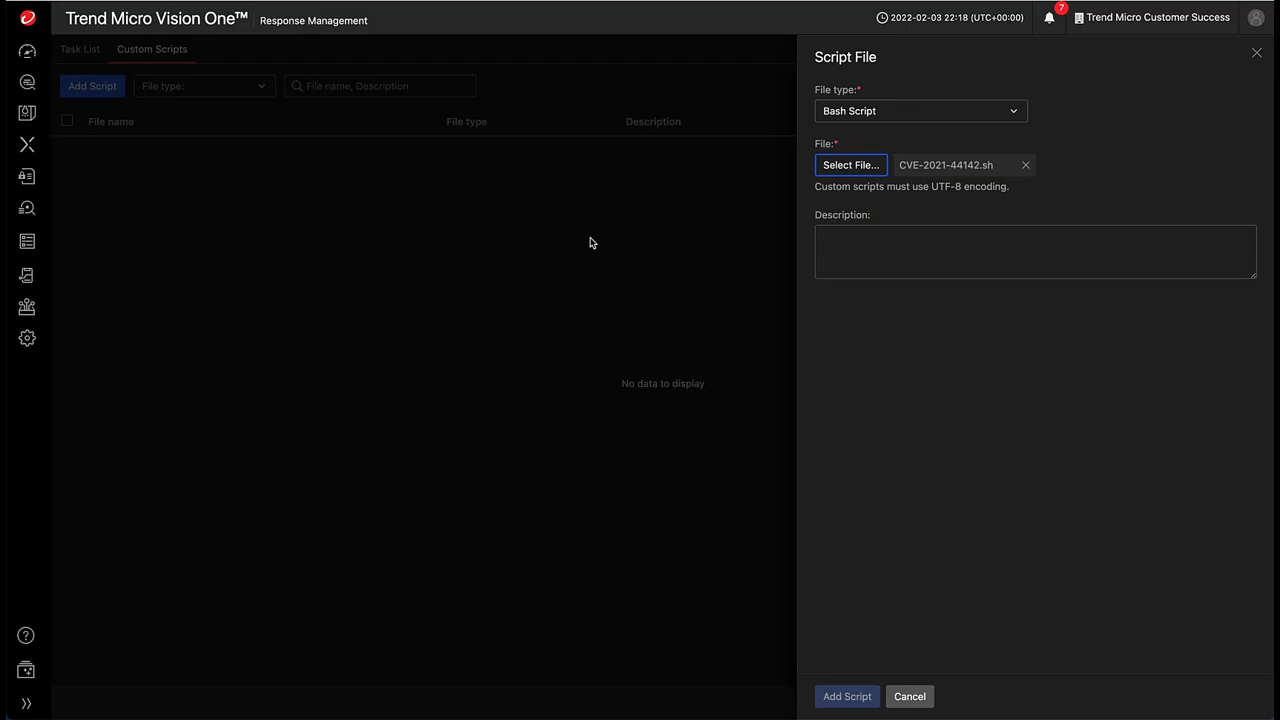 Trend Micro Vision One™ Response Management
2022-02-03 22:18 (UTC+00:00)
7
Trend Micro Customer Success
Task List
Custom Scripts
Add Script
File type:
File name, Description
File name
File type
Description
No data to display
Script File
File type:*
Bash Script
File:*
Select File...
CVE-2021-44142.sh
Custom scripts must use UTF-8 encoding.
Description:
Add Script
Cancel